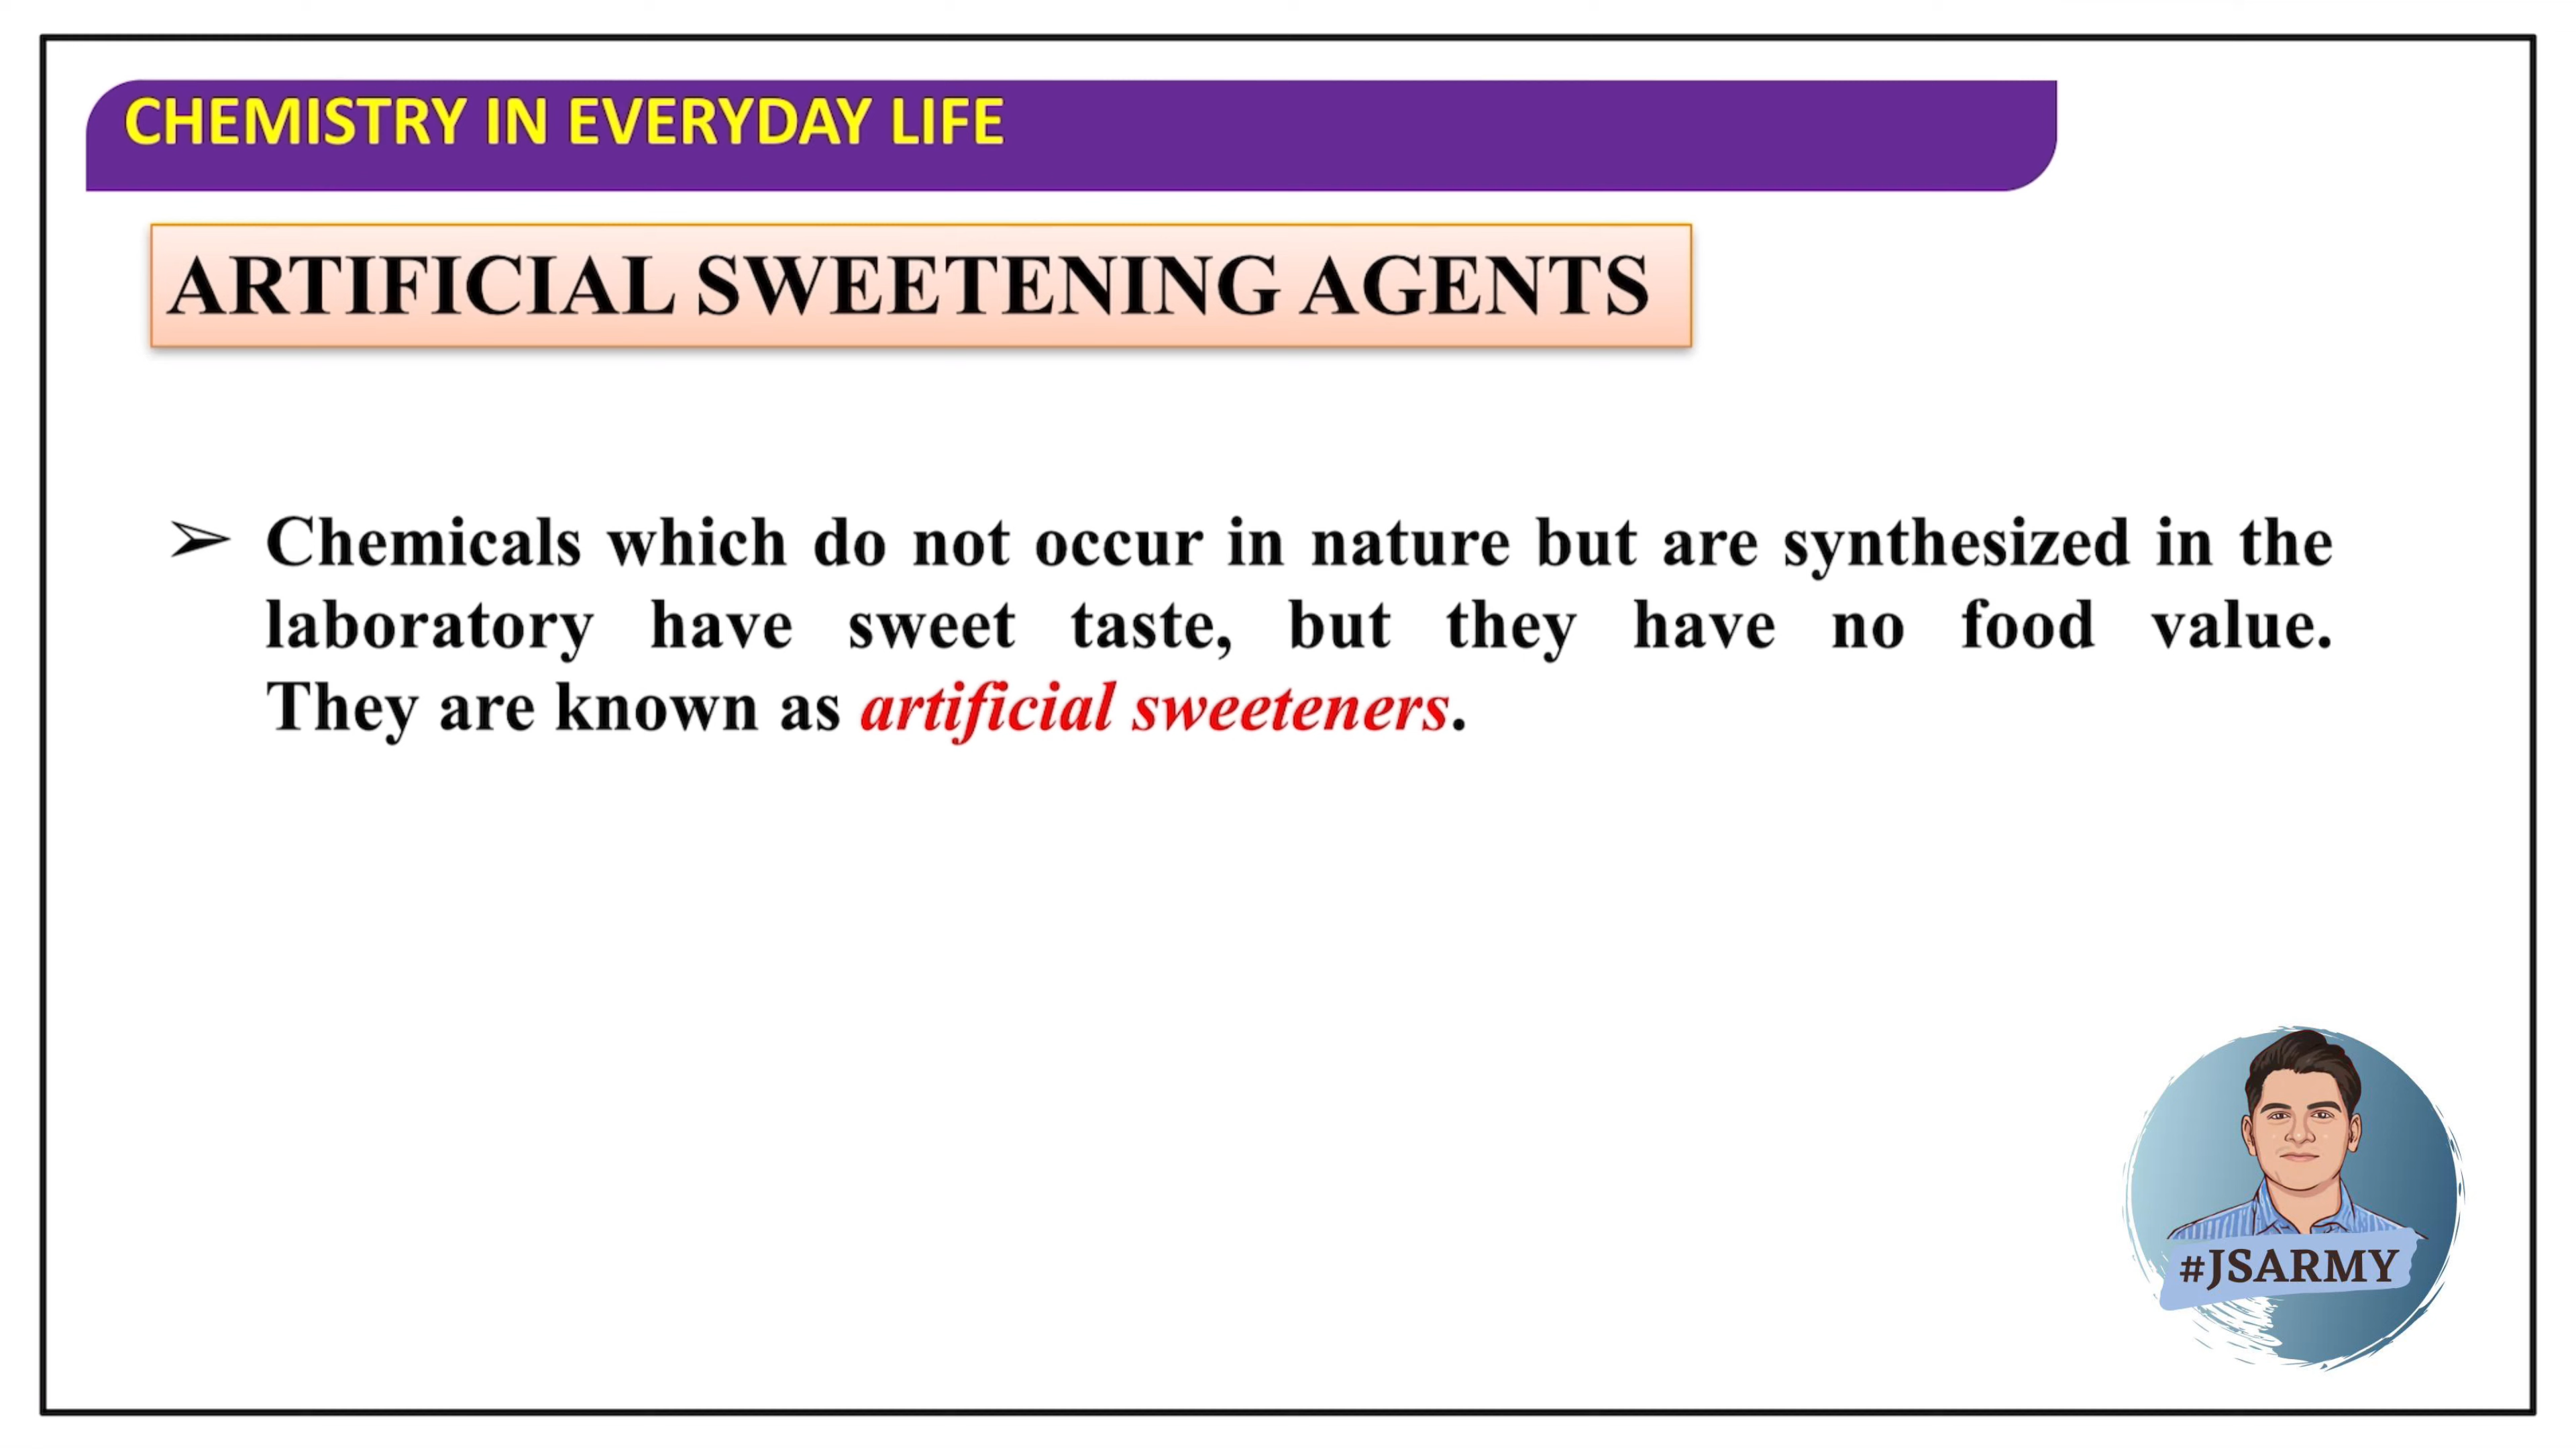 CHEMISTRY IN EVERYDAY LIFE
ARTIFICIAL SWEETENING AGENTS
➢ Chemicals which do not occur in nature but are synthesized in the
laboratory have sweet taste, but they have no food value.
They are known as artificial sweeteners.
#JSARMY